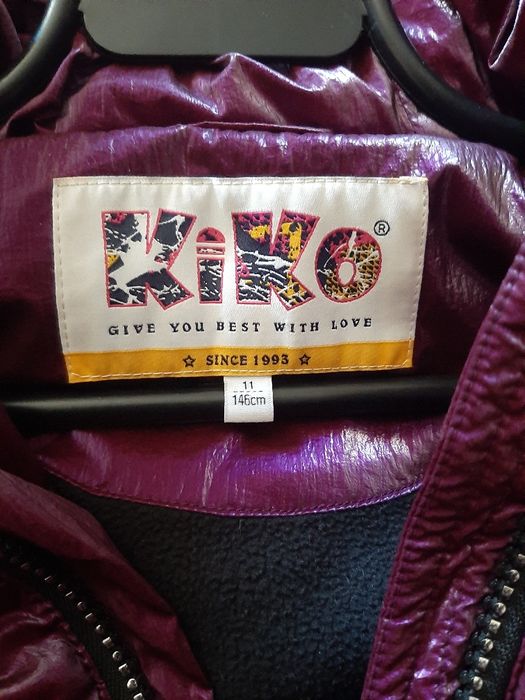 KiKo ®
GIVE YOU BEST WITH LOVE
☆ SINCE 1993 ☆
11
146cm